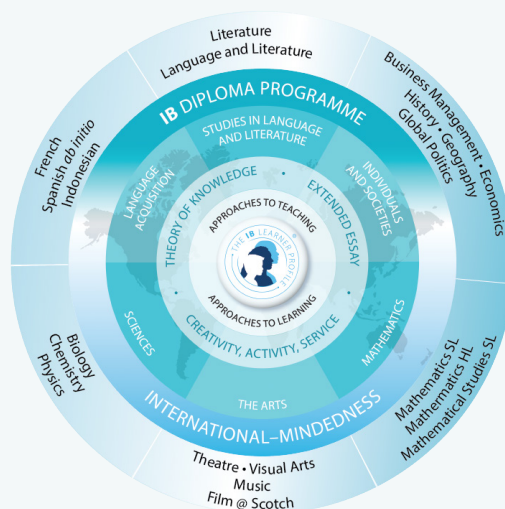 Literature
Language and Literature
Business Management • Economics
History • Geography
Global Politics
French
Spanish ab initio
Indonesian
IB DIPLOMA PROGRAMME
STUDIES IN LANGUAGE
AND LITERATURE
LANGUAGE
ACQUISITION
INDIVIDUALS
AND SOCIETIES
THEORY OF KNOWLEDGE • EXTENDED ESSAY •
APPROACHES TO TEACHING
THE IB LEARNER PROFILE
®
APPROACHES TO LEARNING
CREATIVITY, ACTIVITY, SERVICE •
SCIENCES
MATHEMATICS
THE ARTS
INTERNATIONAL–MINDEDNESS
Biology
Chemistry
Physics
Mathematics SL
Mathermatics HL
Mathematical Studies SL
Theatre • Visual Arts
Music
Film @ Scotch